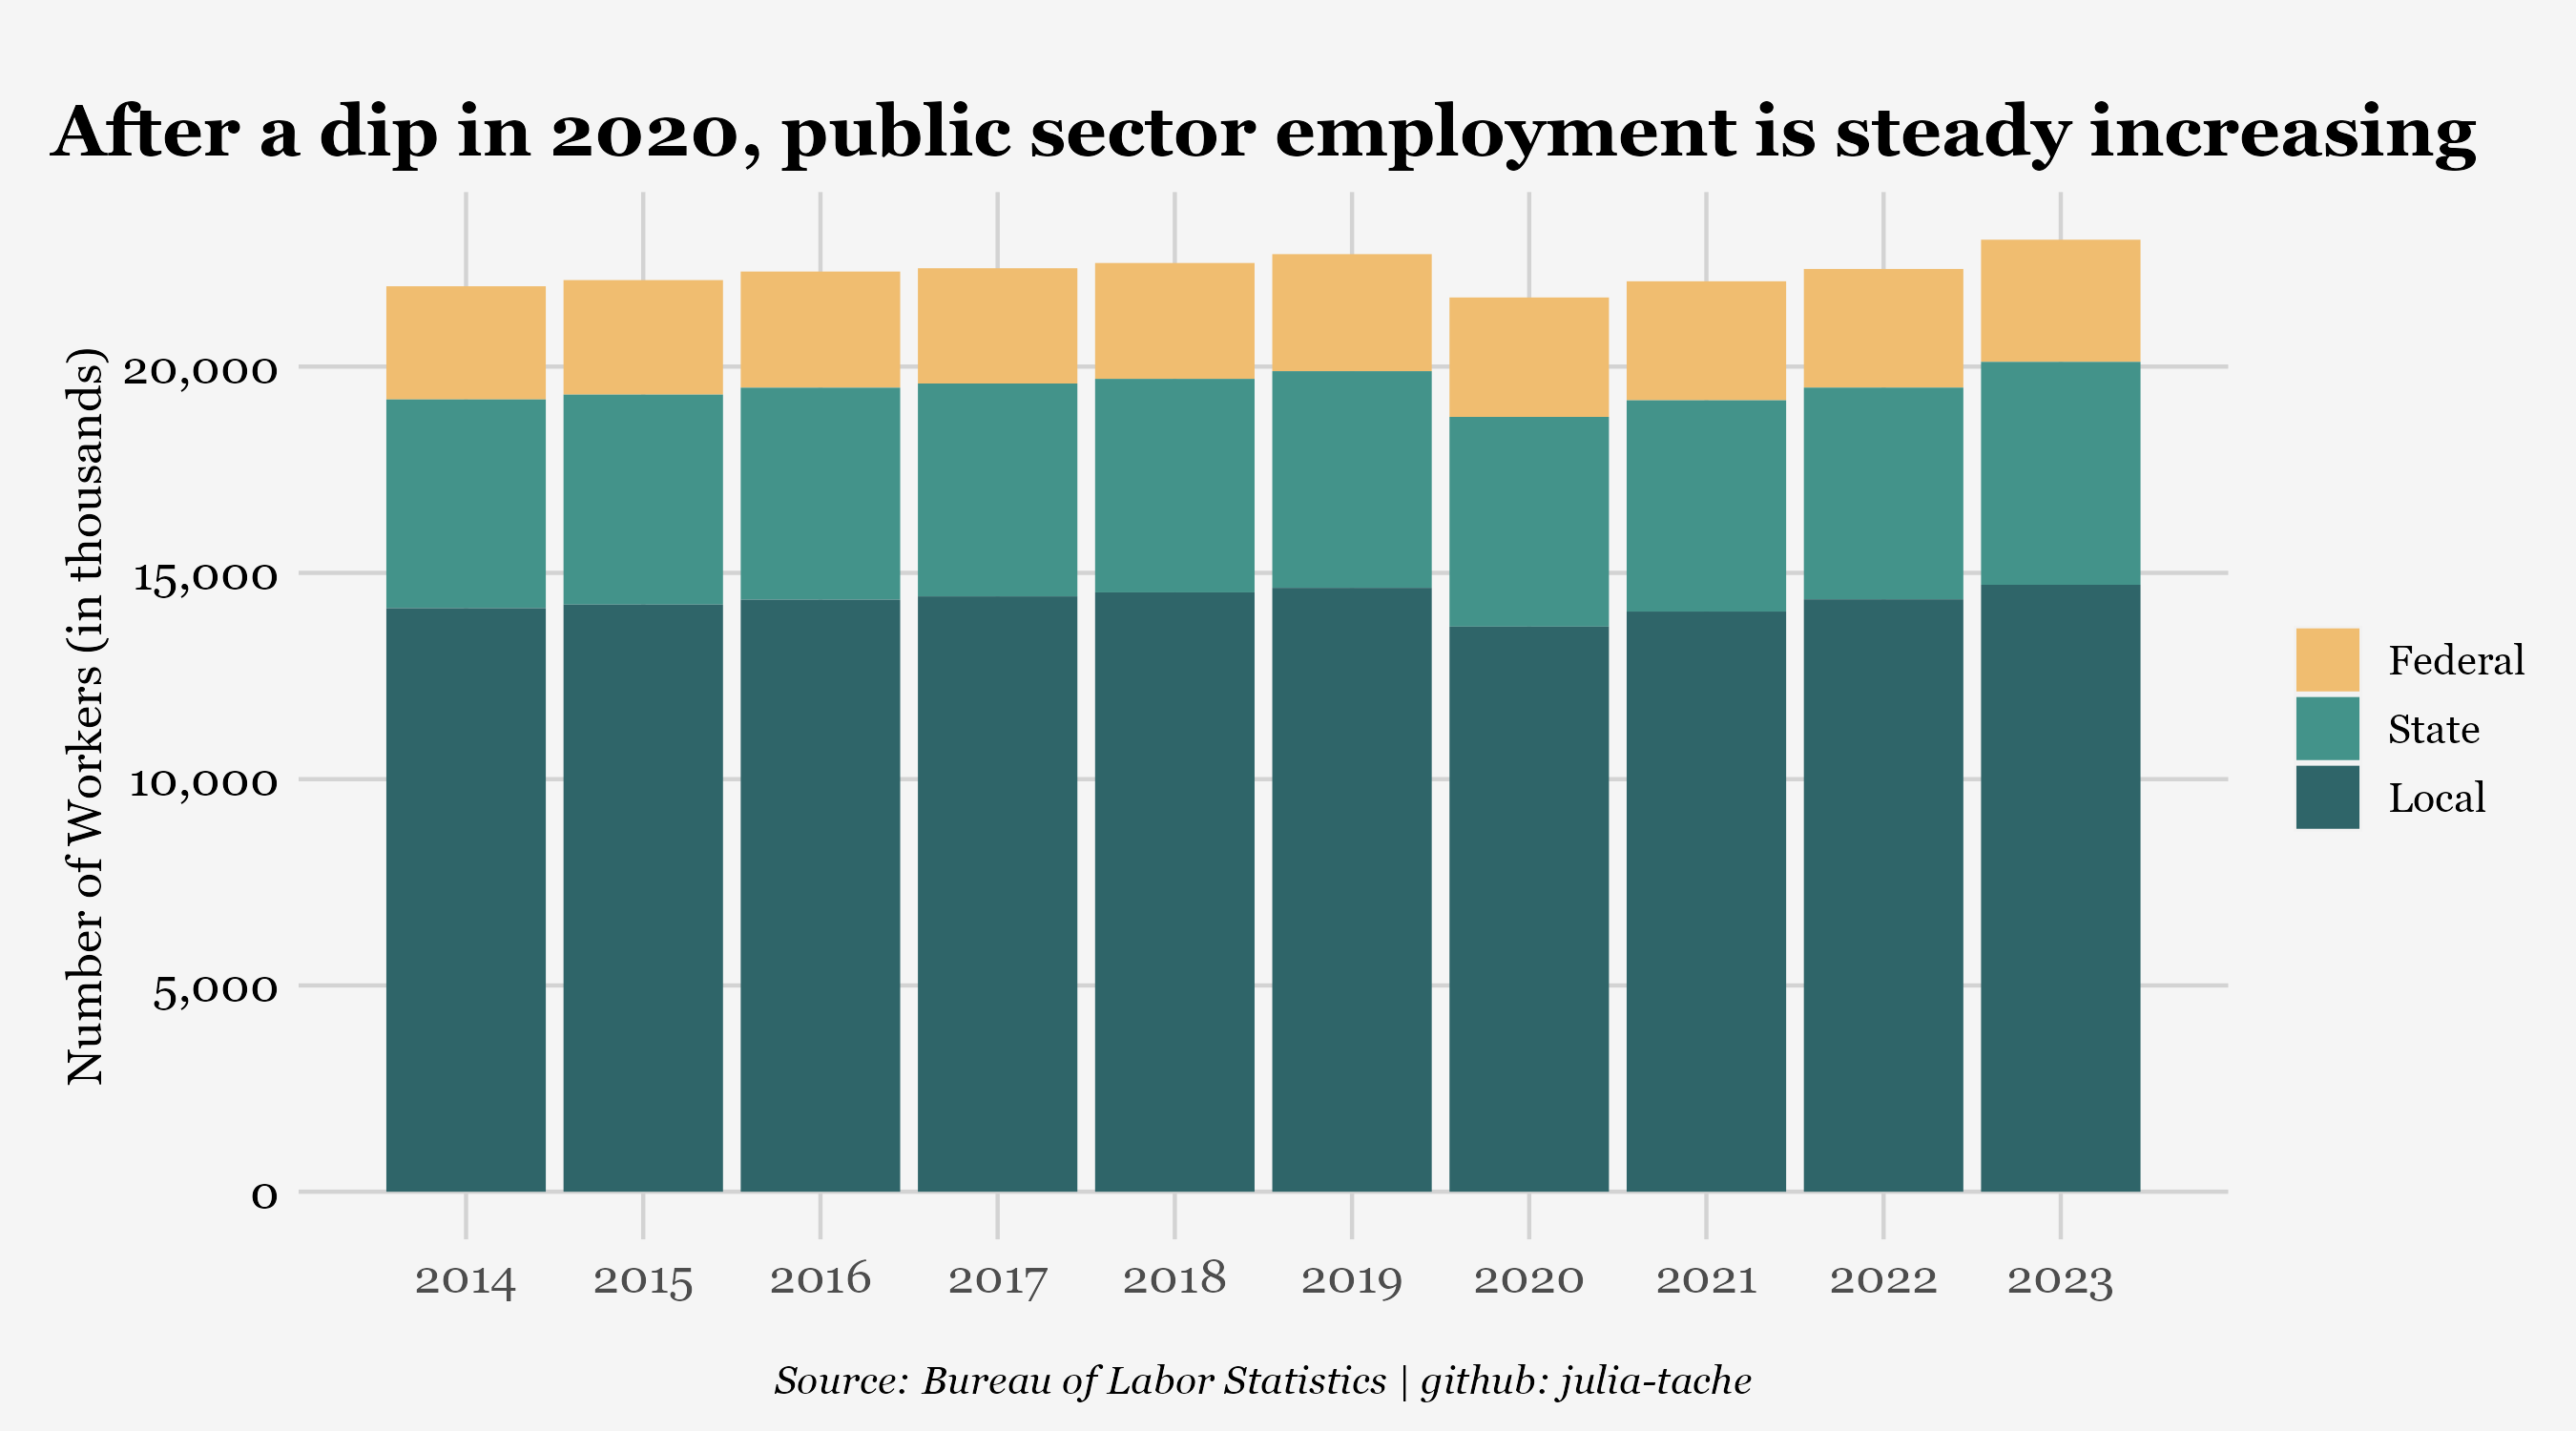 After a dip in 2020, public sector employment is steady increasing
Number of Workers (in thousands)
20,000
15,000
10,000
5,000
0
2014 2015 2016 2017 2018 2019 2020 2021 2022 2023
Federal
State
Local
Source: Bureau of Labor Statistics | github: julia-tache